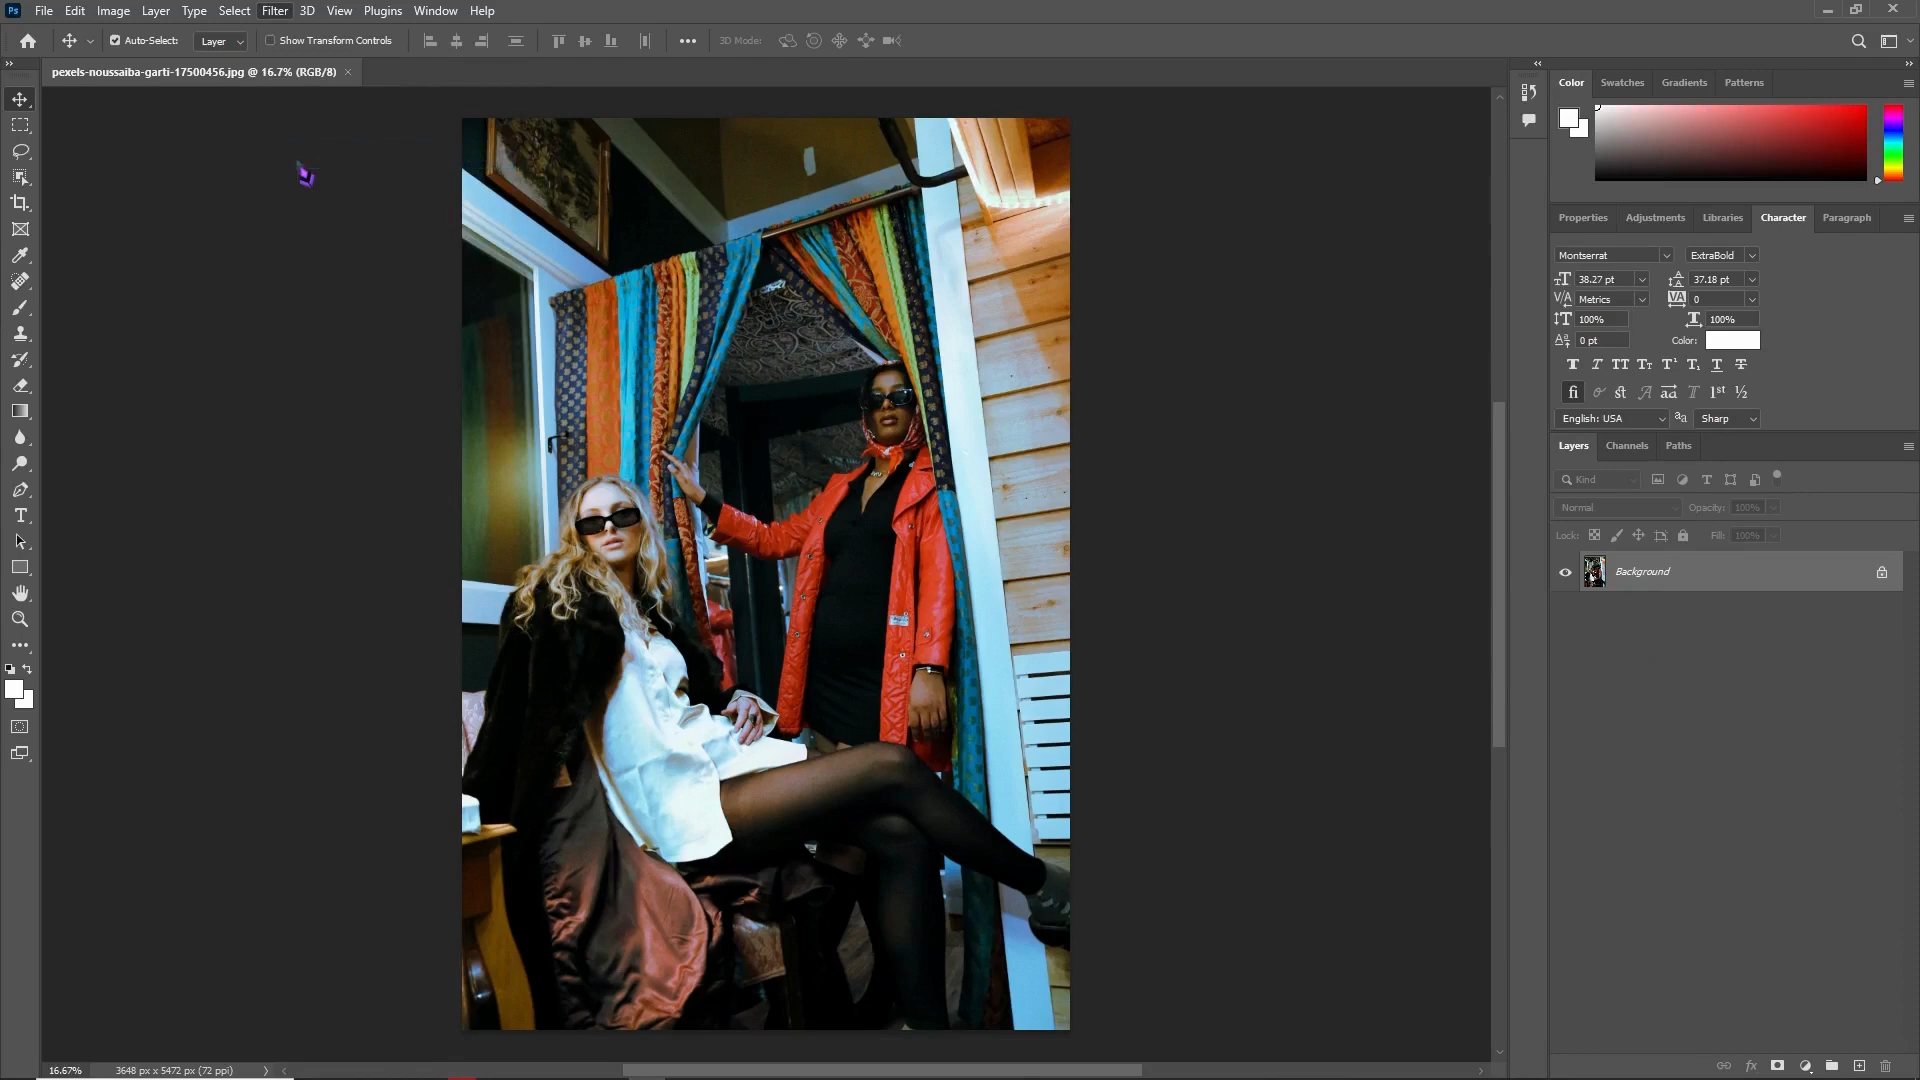 Ps File Edit Image Layer Type Select Filter 3D View Plugins Window Help
Auto-Select: Layer Show Transform Controls 3D Mode:
pexels-noussaiba-garti-17500456.jpg @ 16.7% (RGB/8)
Color Swatches Gradients Patterns
Properties Adjustments Libraries Character Paragraph
Montserrat ExtraBold
38.27 pt 37.18 pt
Metrics 0
100% 100%
0 pt Color:
English: USA Sharp
Layers Channels Paths
Kind
Normal Opacity: 100%
Lock: Fill: 100%
Background
16.67% 3648 px x 5472 px (72 ppi)